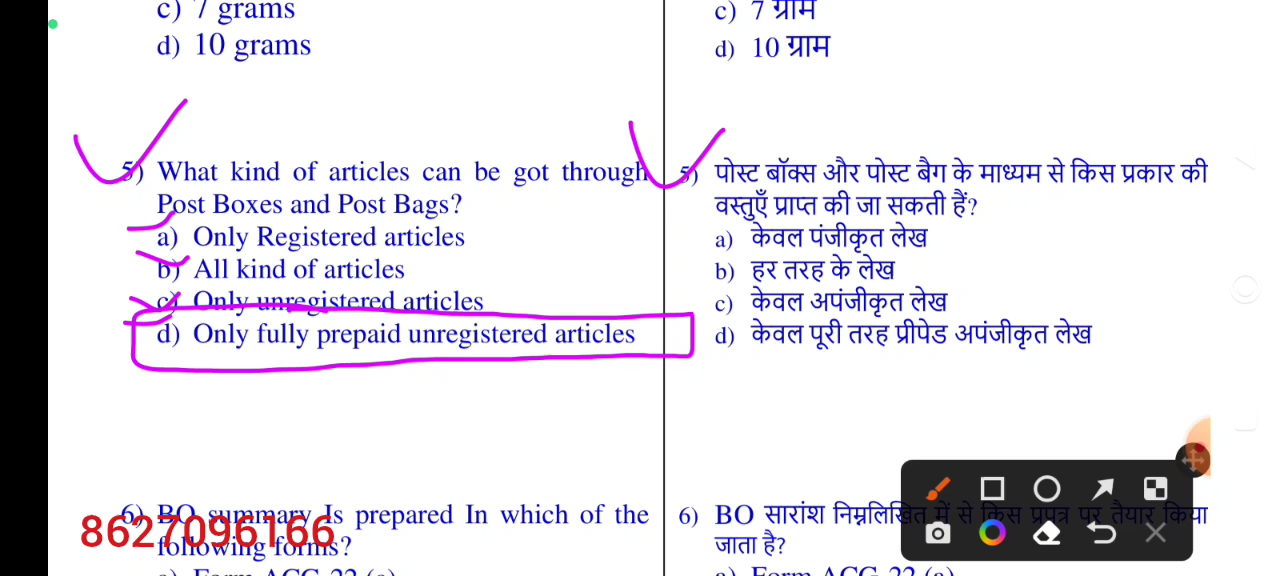 c) 7 grams
d) 10 grams
5) What kind of articles can be got through
Post Boxes and Post Bags?
a) Only Registered articles
b) All kind of articles
c) Only unregistered articles
d) Only fully prepaid unregistered articles
6) BO summary Is prepared In which of the
following forms?
8627096166
c) 7 ग्राम
d) 10 ग्राम
5) पोस्ट बॉक्स और पोस्ट बैग के माध्यम से किस प्रकार की
वस्तुएँ प्राप्त की जा सकती हैं?
a) केवल पंजीकृत लेख
b) हर तरह के लेख
c) केवल अपंजीकृत लेख
d) केवल पूरी तरह प्रीपेड अपंजीकृत लेख
6) BO सारांश निम्नलिखित में से किस प्रपत्र पर तैयार किया
जाता है?